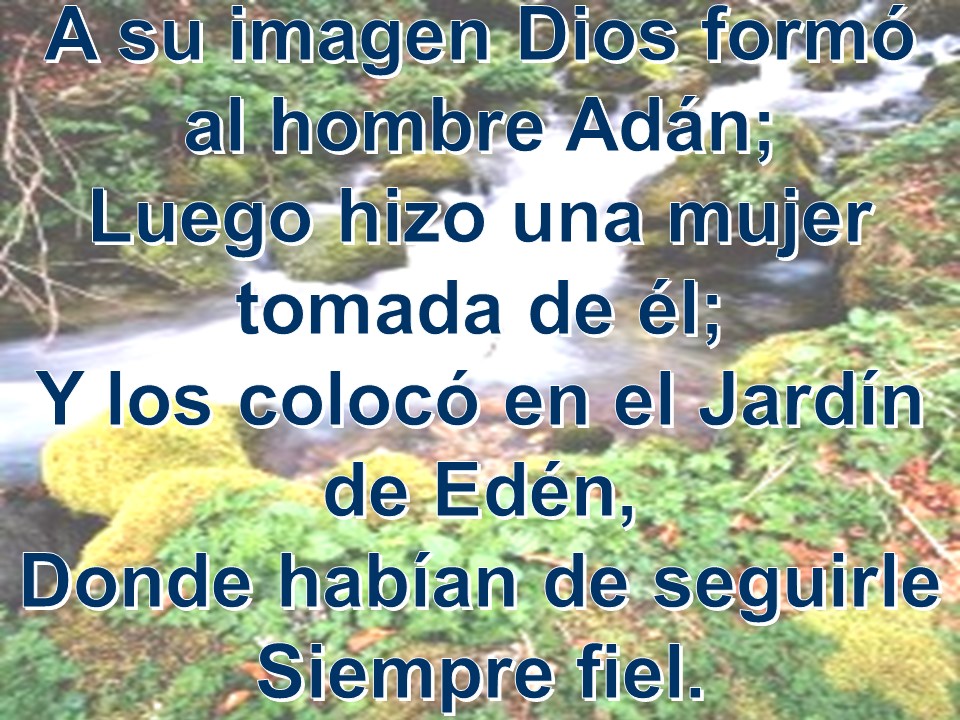 A su imagen Dios formó
al hombre Adán;
Luego hizo una mujer
tomada de él;
Y los colocó en el Jardín
de Edén,
Donde habían de seguirle
Siempre fiel.